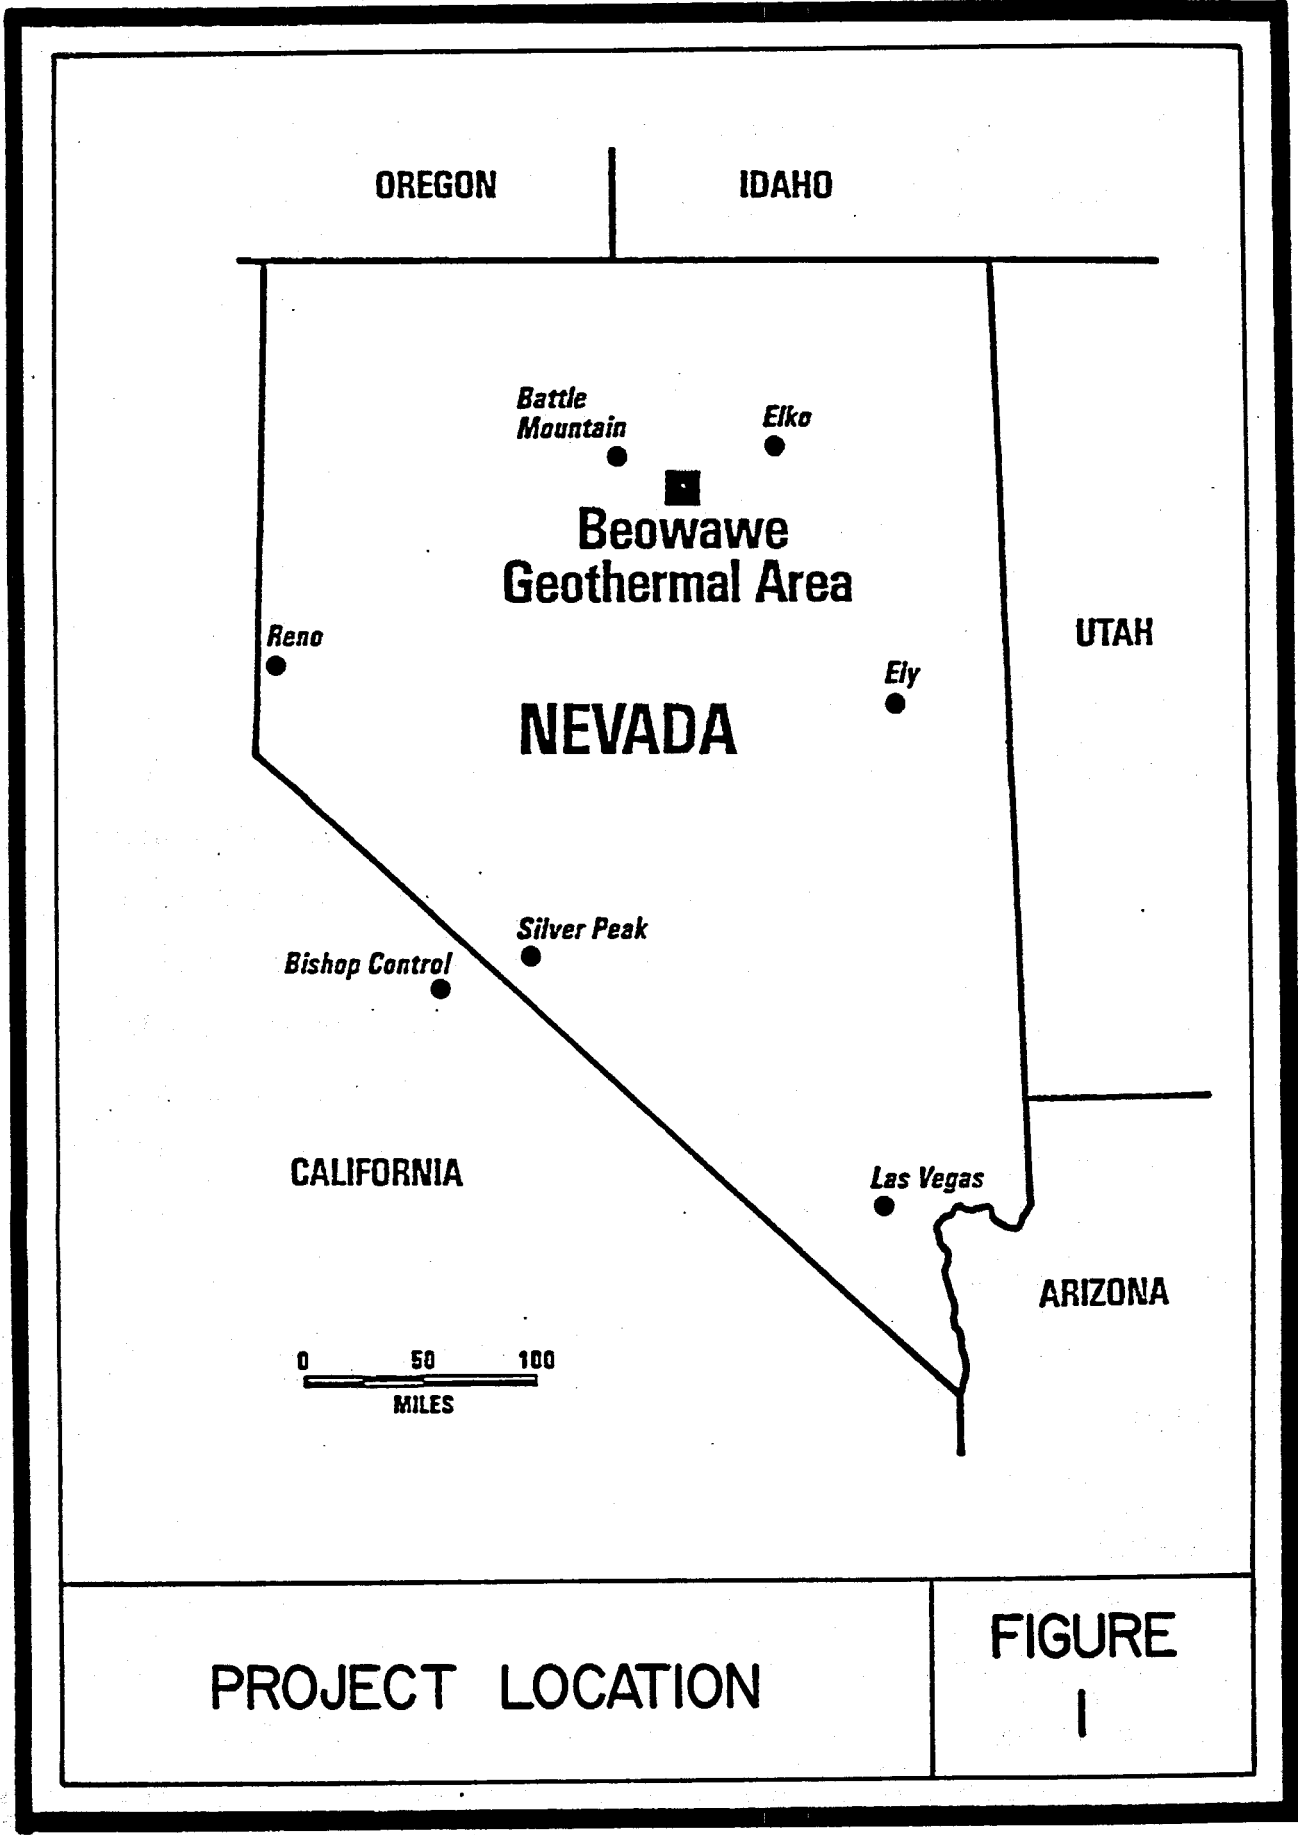 OREGON
IDAHO
Battle
Mountain
Elko
Beowawe
Geothermal Area
Reno
Ely
UTAH
NEVADA
Silver Peak
Bishop Control
CALIFORNIA
Las Vegas
ARIZONA
0 50 100
MILES
PROJECT LOCATION
FIGURE
1